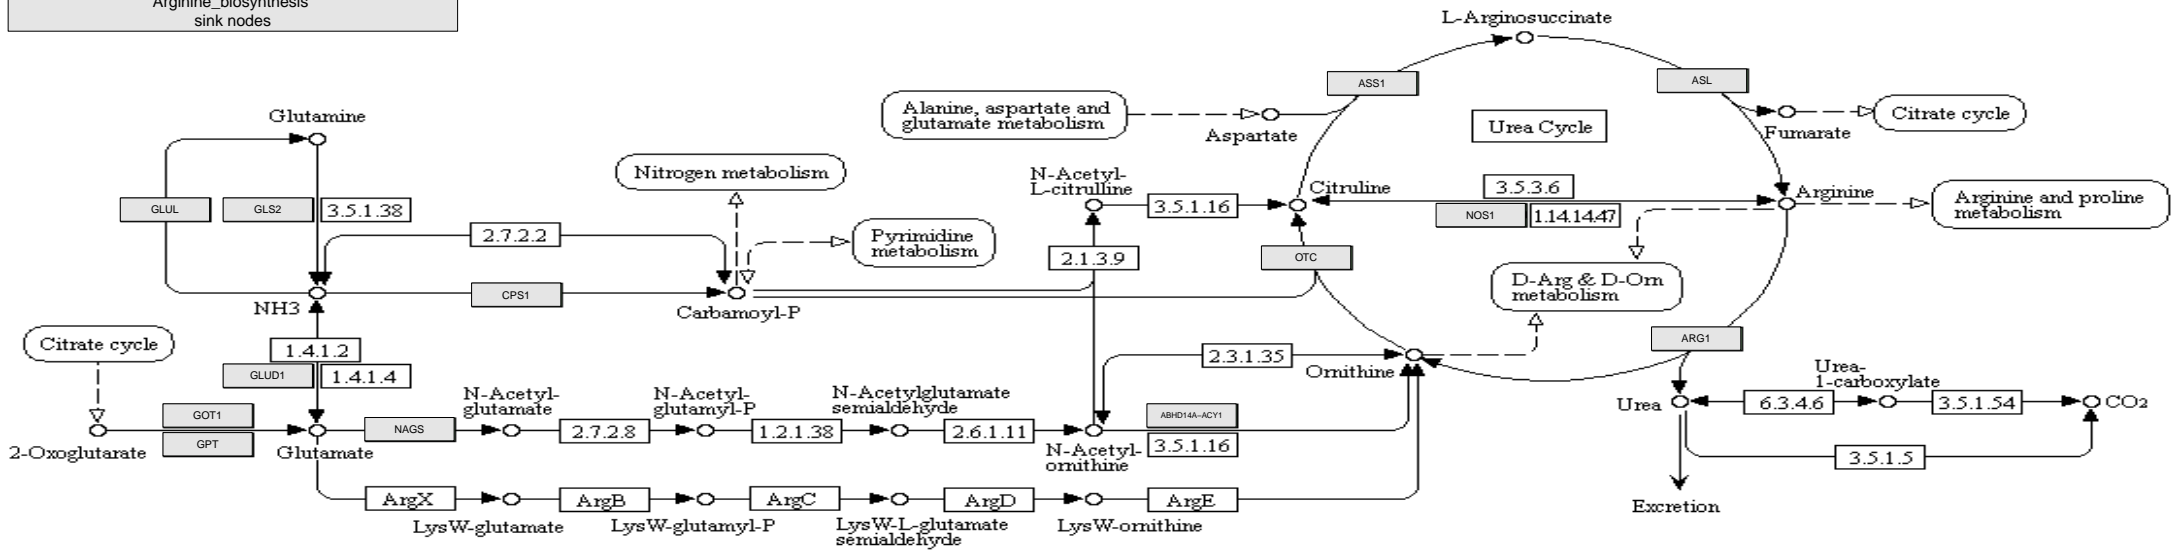 Arginine_biosynthesis
sink nodes
L-Arginosuccinate
ASS1
ASL
Alanine, aspartate and
glutamate metabolism
Aspartate
Urea Cycle
Fumarate
Citrate cycle
Glutamine
Nitrogen metabolism
N-Acetyl-
L-citrulline
3.5.1.16
Citruline
3.5.3.6
NOS1
1.14.14.47
Arginine
Arginine and proline
metabolism
GLUL
GLS2
3.5.1.38
2.7.2.2
Pyrimidine
metabolism
2.1.3.9
OTC
D-Arg & D-Orn
metabolism
NH3
CPS1
Carbamoyl-P
Citrate cycle
1.4.1.2
GLUD1
1.4.1.4
2.3.1.35
Ornithine
ARG1
Urea-
1-carboxylate
Urea
6.3.4.6
3.5.1.54
CO2
GOT1
GPT
2-Oxoglutarate
Glutamate
NAGS
N-Acetyl-
glutamate
2.7.2.8
N-Acetyl-
glutamyl-P
1.2.1.38
N-Acetylglutamate
semialdehyde
2.6.1.11
N-Acetyl-
ornithine
ABHD14A–ACY1
3.5.1.16
3.5.1.5
Excretion
ArgX
LysW-glutamate
ArgB
LysW-glutamyl-P
ArgC
LysW-L-glutamate
semialdehyde
ArgD
LysW-ornithine
ArgE